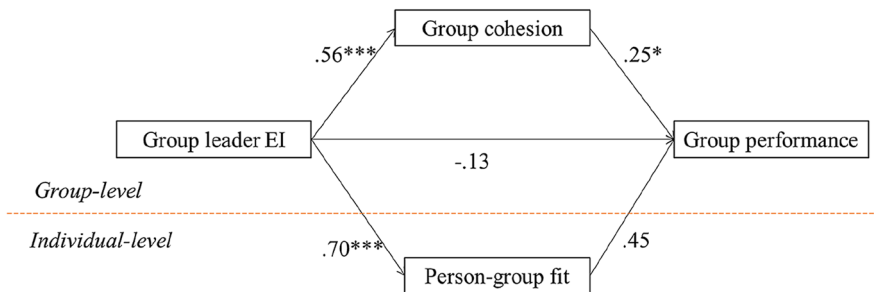 Group cohesion
.56***
.25*
Group leader EI
Group performance
-.13
Group-level
Individual-level
.70***
.45
Person-group fit